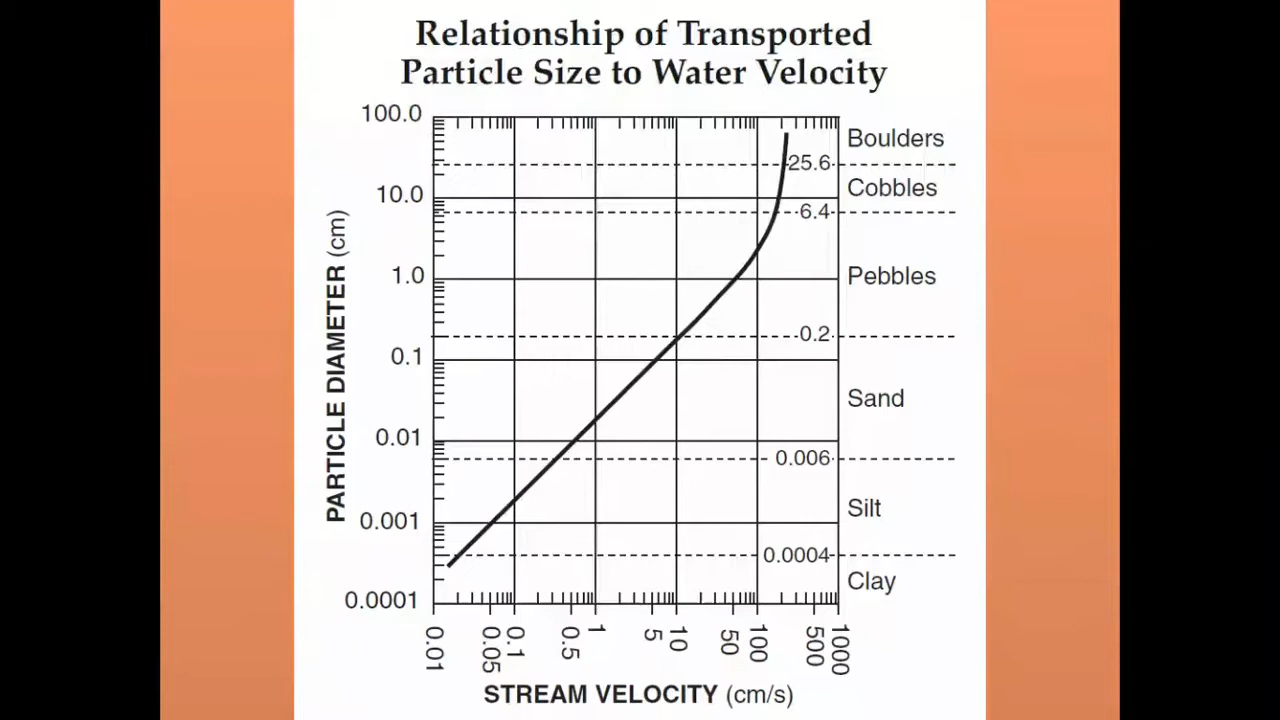 Relationship of Transported
Particle Size to Water Velocity
PARTICLE DIAMETER (cm)
100.0
10.0
1.0
0.1
0.01
0.001
0.0001
25.6
6.4
0.2
0.006
0.0004
Boulders
Cobbles
Pebbles
Sand
Silt
Clay
0.01
0.05
0.1
0.5
1
5
10
50
100
500
1000
STREAM VELOCITY (cm/s)